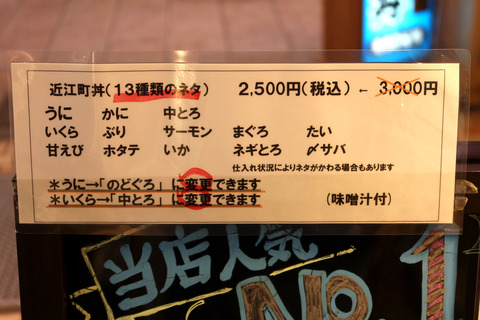 近江町丼(13種類のネタ) 2,500円(税込) ← 3,000円
うに かに 中とろ
いくら ぶり サーモン まぐろ たい
甘えび ホタテ いか ネギとろ 〆サバ
仕入れ状況によりネタがかわる場合もあります
＊うに→「のどぐろ」に変更できます
＊いくら→「中とろ」に変更できます (味噌汁付)
当店人気
No.1